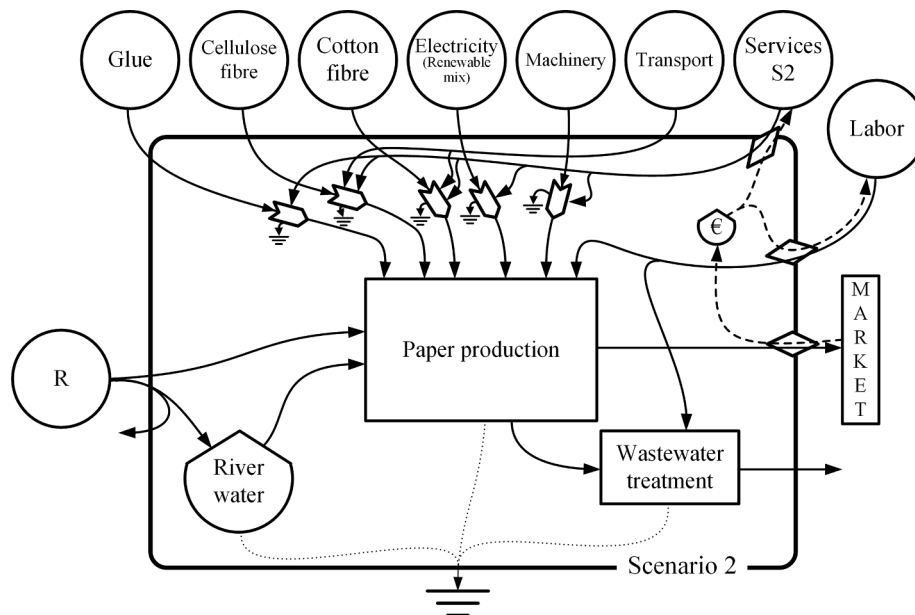 Glue
Cellulose
fibre
Cotton
fibre
Electricity
(Renewable
mix)
Machinery
Transport
Services
S2
Labor
€
MARKET
Paper production
R
River
water
Wastewater
treatment
Scenario 2